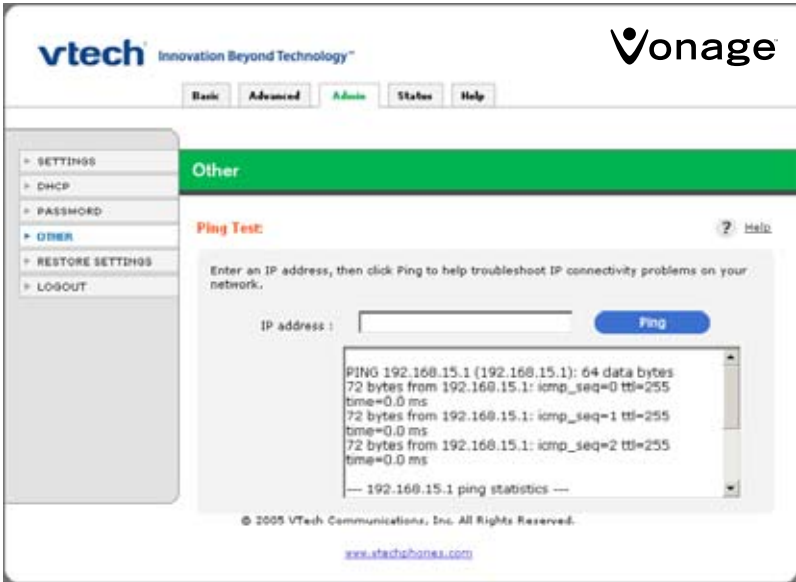 vtech Innovation Beyond Technology™
Vonage
Basic Advanced Admin Status Help
SETTINGS
DHCP
PASSWORD
OTHER
RESTORE SETTINGS
LOGOUT
Other
Ping Test:
? Help
Enter an IP address, then click Ping to help troubleshoot IP connectivity problems on your
network.
IP address :
Ping
PING 192.168.15.1 (192.168.15.1): 64 data bytes
72 bytes from 192.168.15.1: icmp_seq=0 ttl=255
time=0.0 ms
72 bytes from 192.168.15.1: icmp_seq=1 ttl=255
time=0.0 ms
72 bytes from 192.168.15.1: icmp_seq=2 ttl=255
time=0.0 ms
--- 192.168.15.1 ping statistics ---
© 2005 VTech Communications, Inc. All Rights Reserved.
www.vtechphones.com